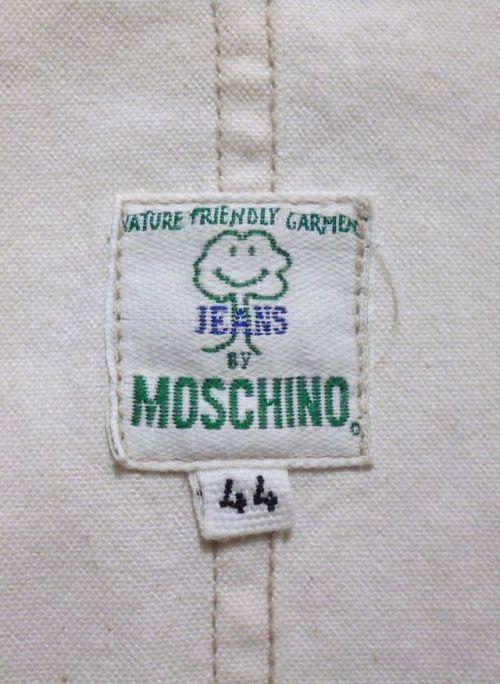 NATURE FRIENDLY GARMENT
JEANS
BY
MOSCHINO®
44